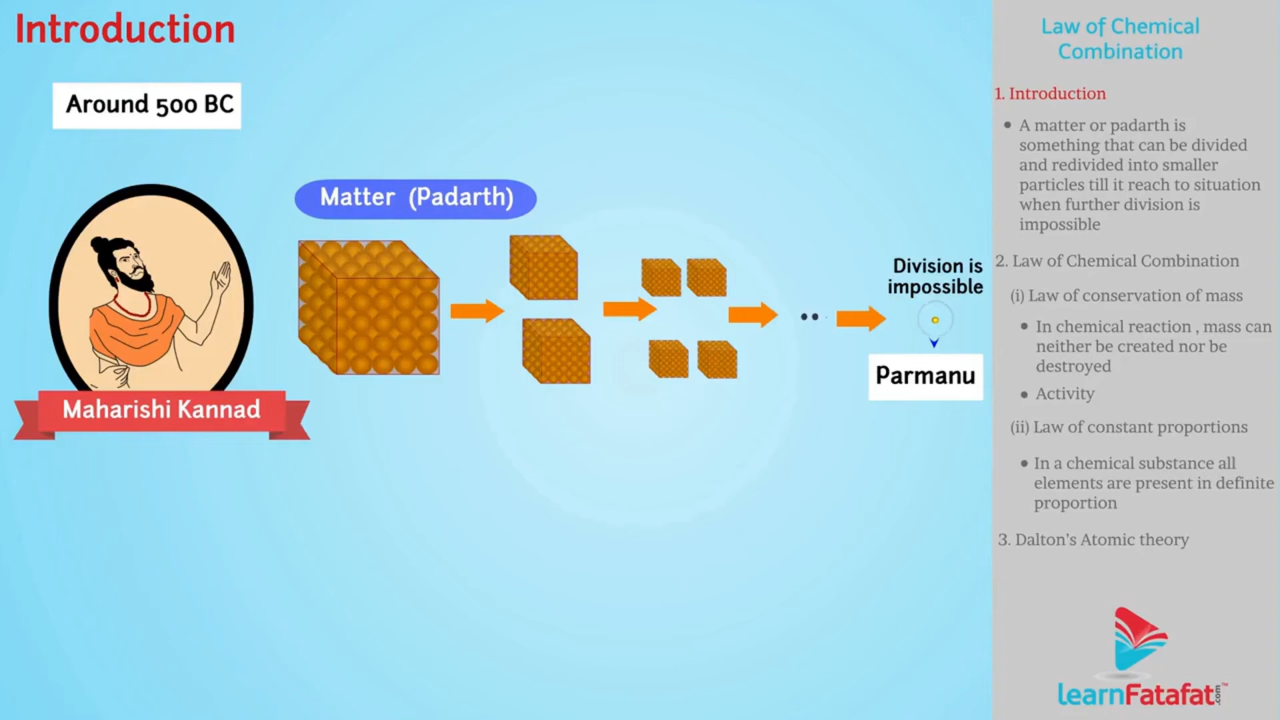 Introduction
Around 500 BC
Matter (Padarth)
Maharishi Kannad
Division is
impossible
Parmanu
Law of Chemical
Combination
1. Introduction
• A matter or padarth is
something that can be divided
and redivided into smaller
particles till it reach to situation
when further division is
impossible
2. Law of Chemical Combination
(i) Law of conservation of mass
• In chemical reaction , mass can
neither be created nor be
destroyed
• Activity
(ii) Law of constant proportions
• In a chemical substance all
elements are present in definite
proportion
3. Dalton's Atomic theory
learnFatafat.com™